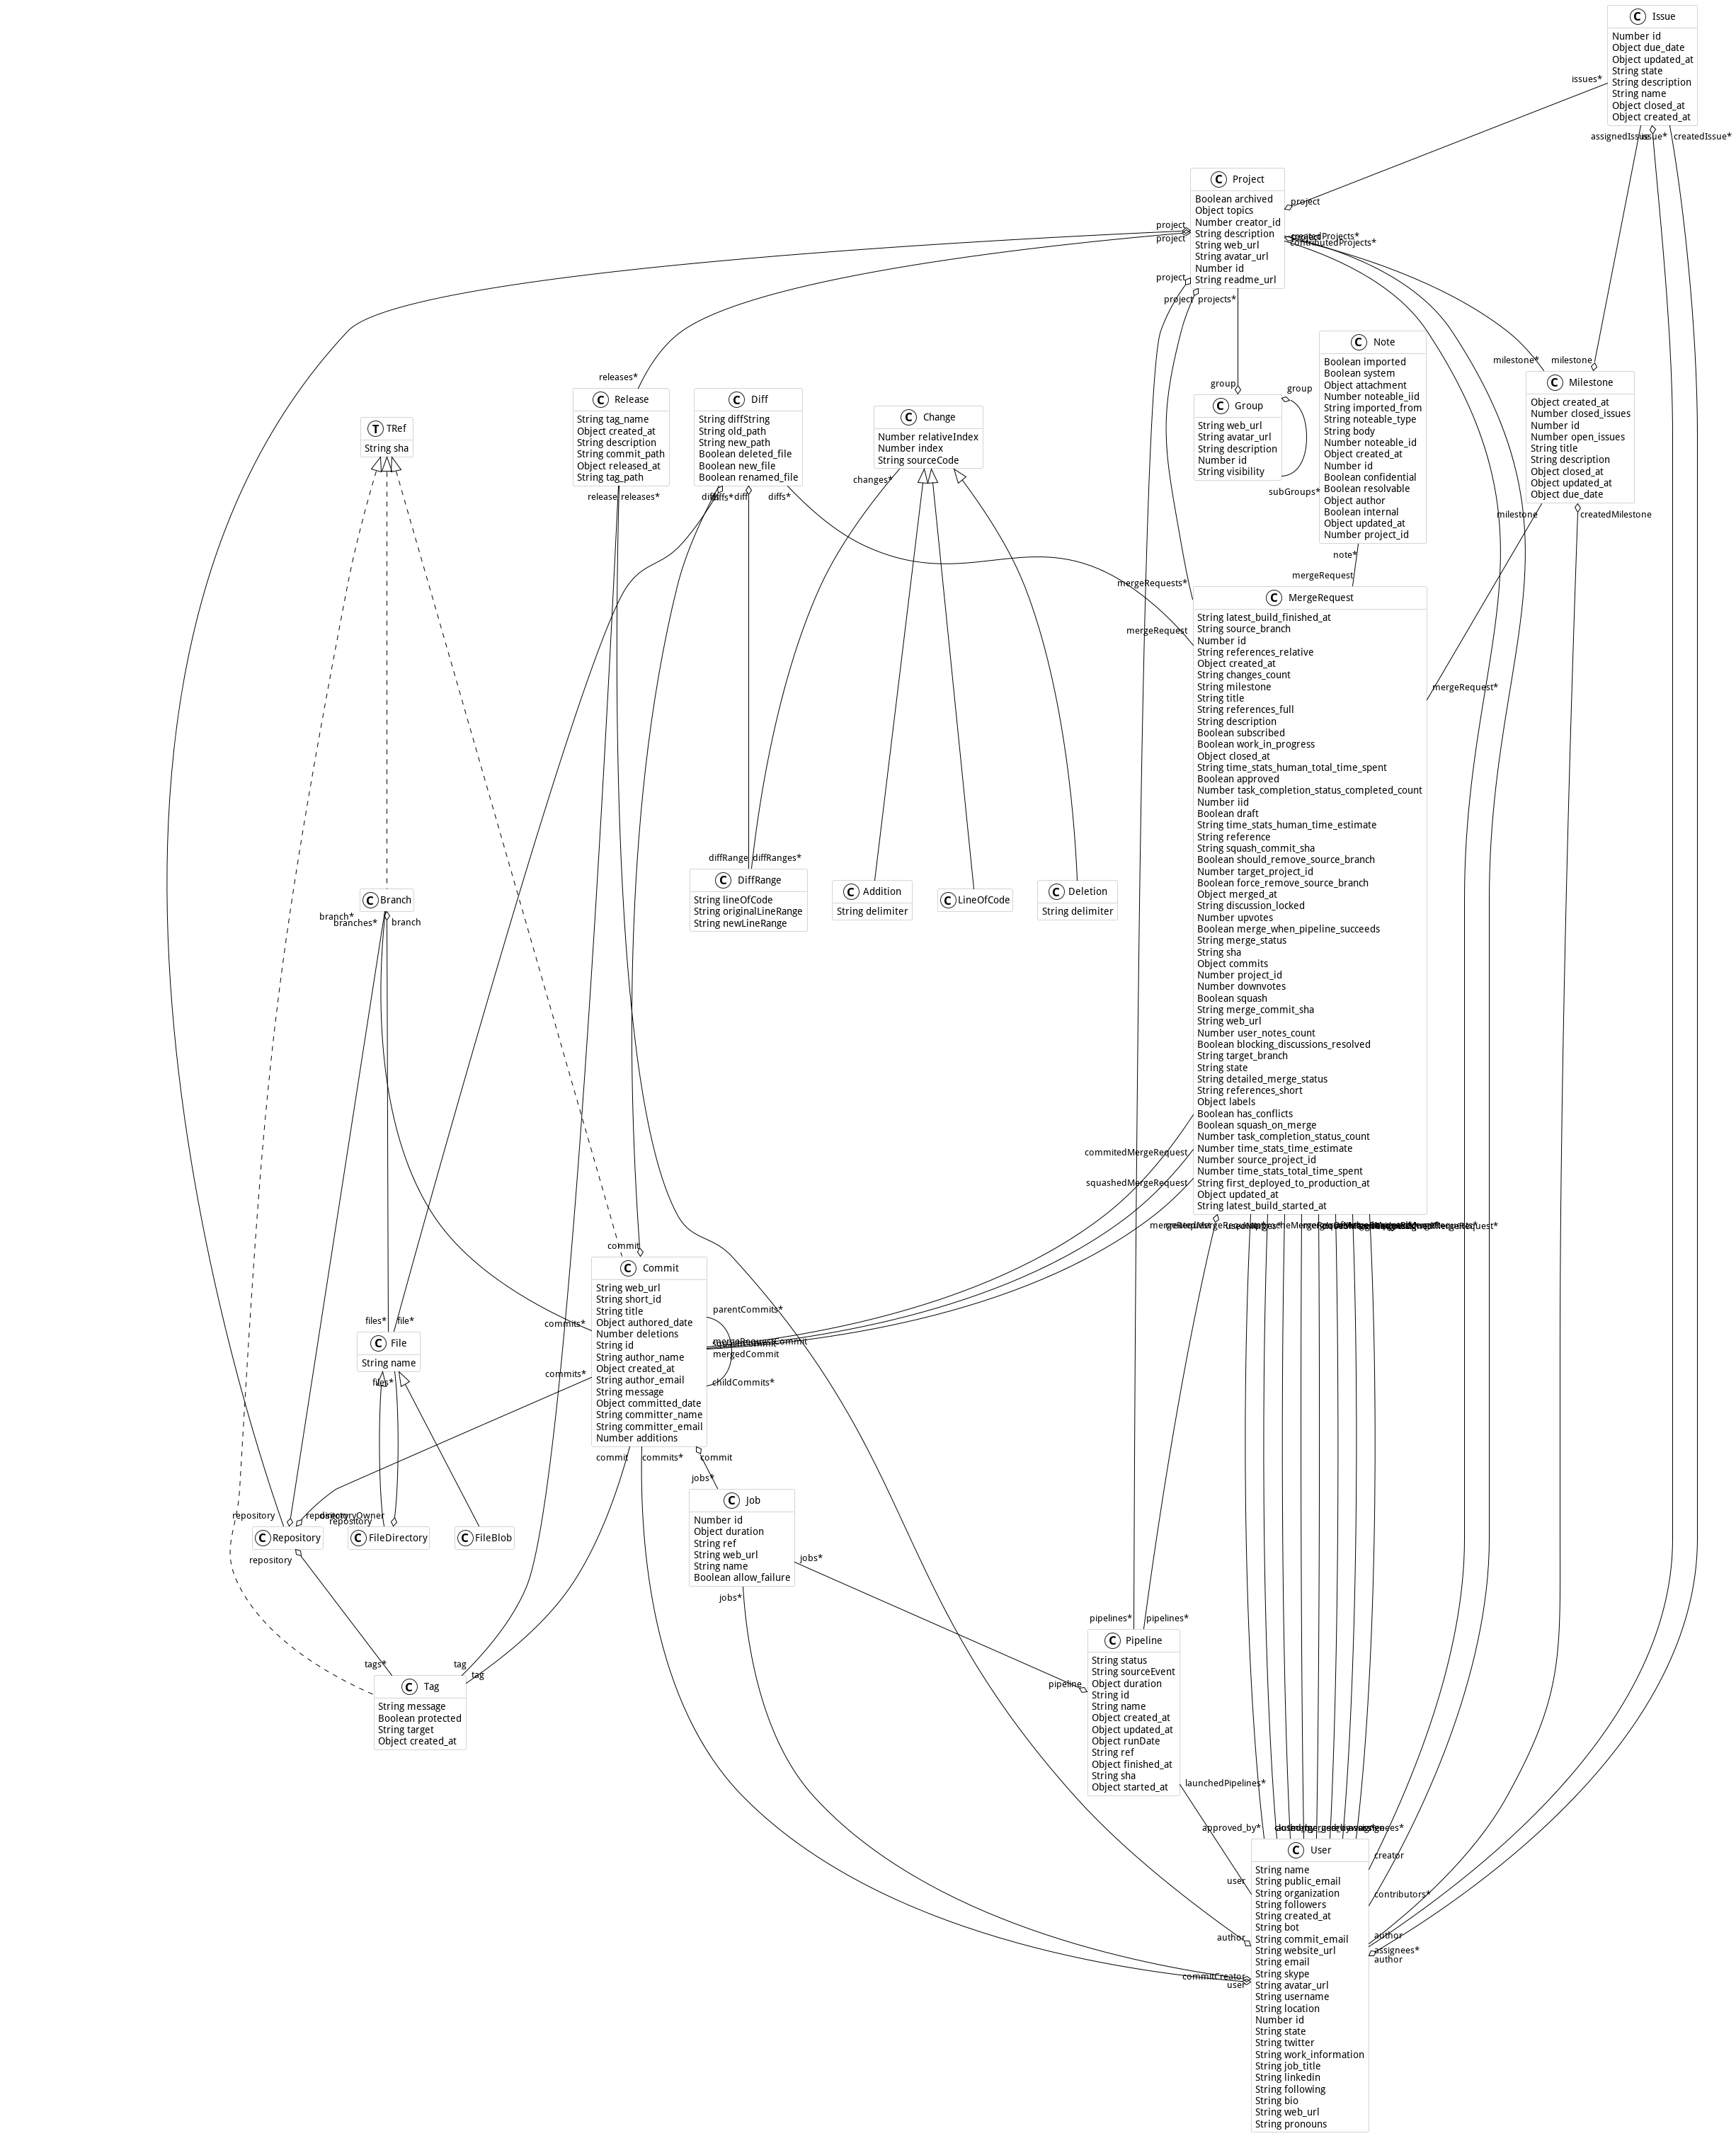 C Issue
Number id
Object due_date
Object updated_at
String state
String description
String name
Object closed_at
Object created_at
issues*
issue*
createdIssue*
C Project
Boolean archived
Object topics
Number creator_id
String description
String web_url
String avatar_url
Number id
String readme_url
project
project
project
project
project
projects*
createdProjects*
contributedProjects*
C Note
Boolean imported
Boolean system
Object attachment
Number noteable_iid
String imported_from
String noteable_type
String body
Number noteable_id
Object created_at
Number id
Boolean confidential
Boolean resolvable
Object author
Boolean internal
Object updated_at
Number project_id
note*
milestone*
milestone
C Milestone
Object created_at
Number closed_issues
Number id
Number open_issues
String title
String description
Object closed_at
Object updated_at
Object due_date
milestone
createdMilestone
group
group
C Group
String web_url
String avatar_url
String description
Number id
String visibility
subGroups*
releases*
C Release
String tag_name
Object created_at
String description
String commit_path
Object released_at
String tag_path
release
releases*
C Diff
String diffString
String old_path
String new_path
Boolean deleted_file
Boolean new_file
Boolean renamed_file
diffs*
diff
diffs*
C Change
Number relativeIndex
Number index
String sourceCode
changes*
T TRef
String sha
mergeRequest
mergeRequests*
mergeRequest
mergeRequest*
C MergeRequest
String latest_build_finished_at
String source_branch
Number id
String references_relative
Object created_at
String changes_count
String milestone
String title
String references_full
String description
Boolean subscribed
Boolean work_in_progress
Object closed_at
String time_stats_human_total_time_spent
Boolean approved
Number task_completion_status_completed_count
Number iid
Boolean draft
String time_stats_human_time_estimate
String reference
String squash_commit_sha
Boolean should_remove_source_branch
Number target_project_id
Boolean force_remove_source_branch
Object merged_at
String discussion_locked
Number upvotes
Boolean merge_when_pipeline_succeeds
String merge_status
String sha
Object commits
Number project_id
Number downvotes
Boolean squash
String merge_commit_sha
String web_url
Number user_notes_count
Boolean blocking_discussions_resolved
String target_branch
String state
String detailed_merge_status
String references_short
Object labels
Boolean has_conflicts
Boolean squash_on_merge
Number task_completion_status_count
Number time_stats_time_estimate
Number source_project_id
Number time_stats_total_time_spent
String first_deployed_to_production_at
Object updated_at
String latest_build_started_at
commitedMergeRequest
squashedMergeRequest
diffRange
diffRanges*
C DiffRange
String lineOfCode
String originalLineRange
String newLineRange
C Addition
String delimiter
C LineOfCode
C Deletion
String delimiter
C Branch
branch*
branches*
branch
commit
C Commit
String web_url
String short_id
String title
Object authored_date
Number deletions
String id
String author_name
Object created_at
String author_email
String message
Object committed_date
String committer_name
String committer_email
Number additions
parentCommits*
mergedCommit
childCommits*
commits*
commits*
commit
commits*
commit
files*
file*
C File
String name
files*
repository
repository
directoryOwner
repository
C Repository
C FileDirectory
C FileBlob
repository
jobs*
C Job
Number id
Object duration
String ref
String web_url
String name
Boolean allow_failure
jobs*
jobs*
tags*
tag
tag
C Tag
String message
Boolean protected
String target
Object created_at
pipelines*
pipelines*
pipeline
C Pipeline
String status
String sourceEvent
Object duration
String id
String name
Object created_at
Object updated_at
Object runDate
String ref
Object finished_at
String sha
Object started_at
launchedPipelines*
approved_by*
user
creator
contributors*
author
author
assignees*
author
commitCreator
user
C User
String name
String public_email
String organization
String followers
String created_at
String bot
String commit_email
String website_url
String email
String skype
String avatar_url
String username
String location
Number id
String state
String twitter
String work_information
String job_title
String linkedin
String following
String bio
String web_url
String pronouns